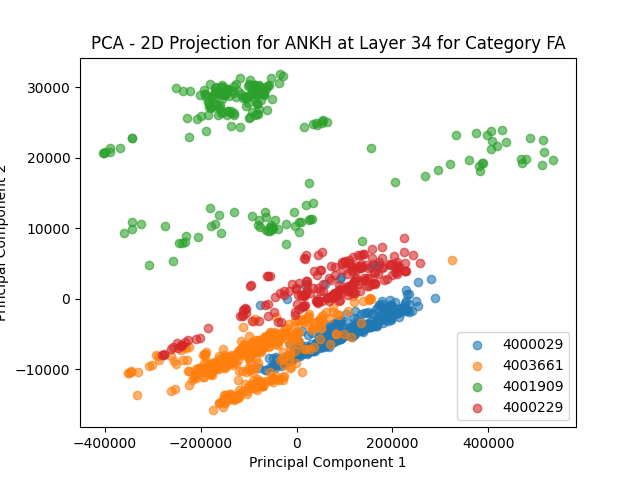 PCA - 2D Projection for ANKH at Layer 34 for Category FA
Principal Component 2
30000
20000
10000
0
−10000
−400000 −200000 0 200000 400000
Principal Component 1
4000029
4003661
4001909
4000229